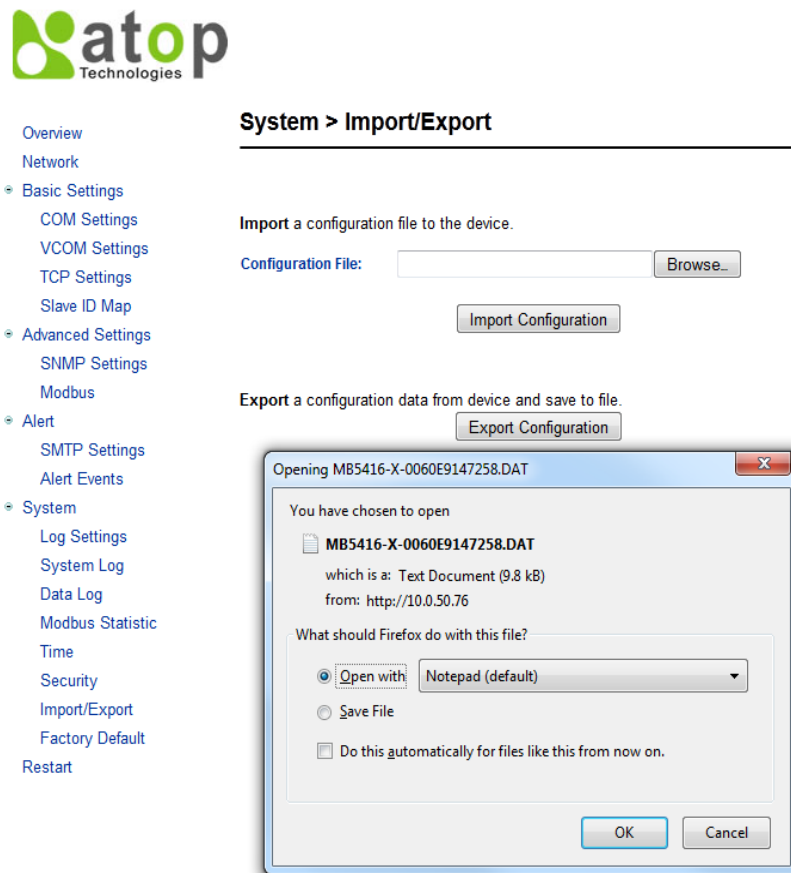 atop
Technologies
Overview
Network
Basic Settings
COM Settings
VCOM Settings
TCP Settings
Slave ID Map
Advanced Settings
SNMP Settings
Modbus
Alert
SMTP Settings
Alert Events
System
Log Settings
System Log
Data Log
Modbus Statistic
Time
Security
Import/Export
Factory Default
Restart
System > Import/Export
Import a configuration file to the device.
Configuration File:
Browse...
Import Configuration
Export a configuration data from device and save to file.
Export Configuration
Opening MB5416-X-0060E9147258.DAT
You have chosen to open
MB5416-X-0060E9147258.DAT
which is a: Text Document (9.8 kB)
from: http://10.0.50.76
What should Firefox do with this file?
Open with Notepad (default)
Save File
Do this automatically for files like this from now on.
OK Cancel